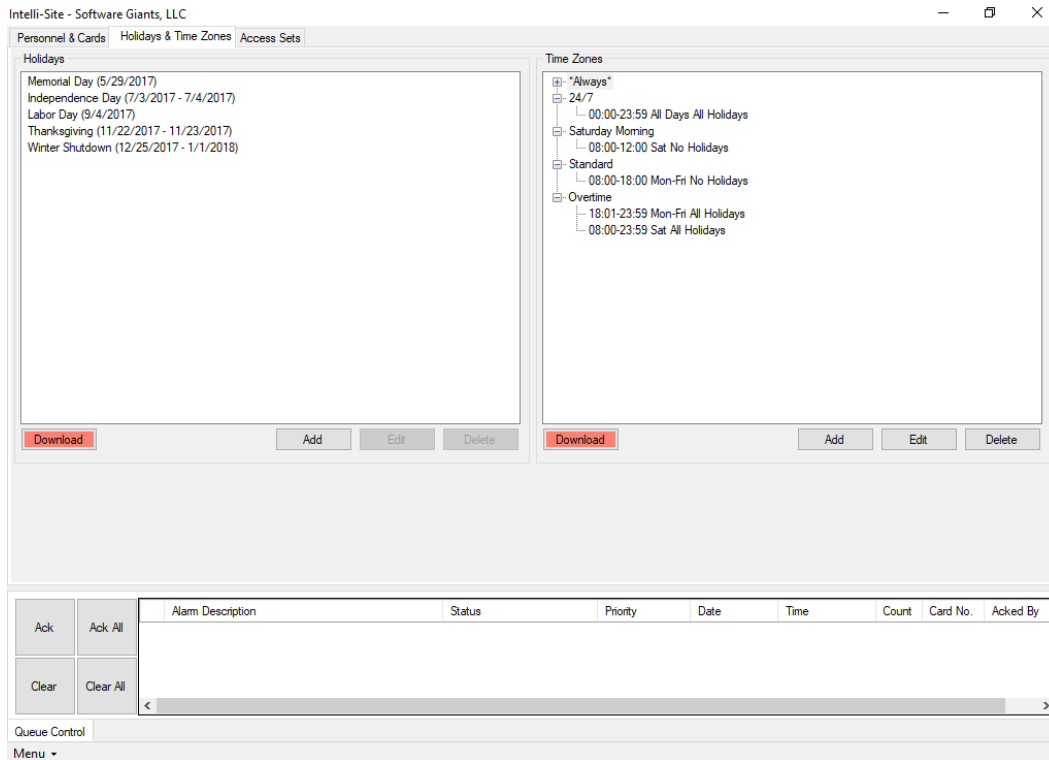 Intelli-Site - Software Giants, LLC
Personnel & Cards Holidays & Time Zones Access Sets
Holidays
Memorial Day (5/29/2017)
Independence Day (7/3/2017 - 7/4/2017)
Labor Day (9/4/2017)
Thanksgiving (11/22/2017 - 11/23/2017)
Winter Shutdown (12/25/2017 - 1/1/2018)
Download Add Edit Delete
Time Zones
*Always*
24/7
00:00-23:59 All Days All Holidays
Saturday Morning
08:00-12:00 Sat No Holidays
Standard
08:00-18:00 Mon-Fri No Holidays
Overtime
18:01-23:59 Mon-Fri All Holidays
08:00-23:59 Sat All Holidays
Download Add Edit Delete
Ack Ack All
Clear Clear All
Alarm Description Status Priority Date Time Count Card No. Acked By
Queue Control
Menu